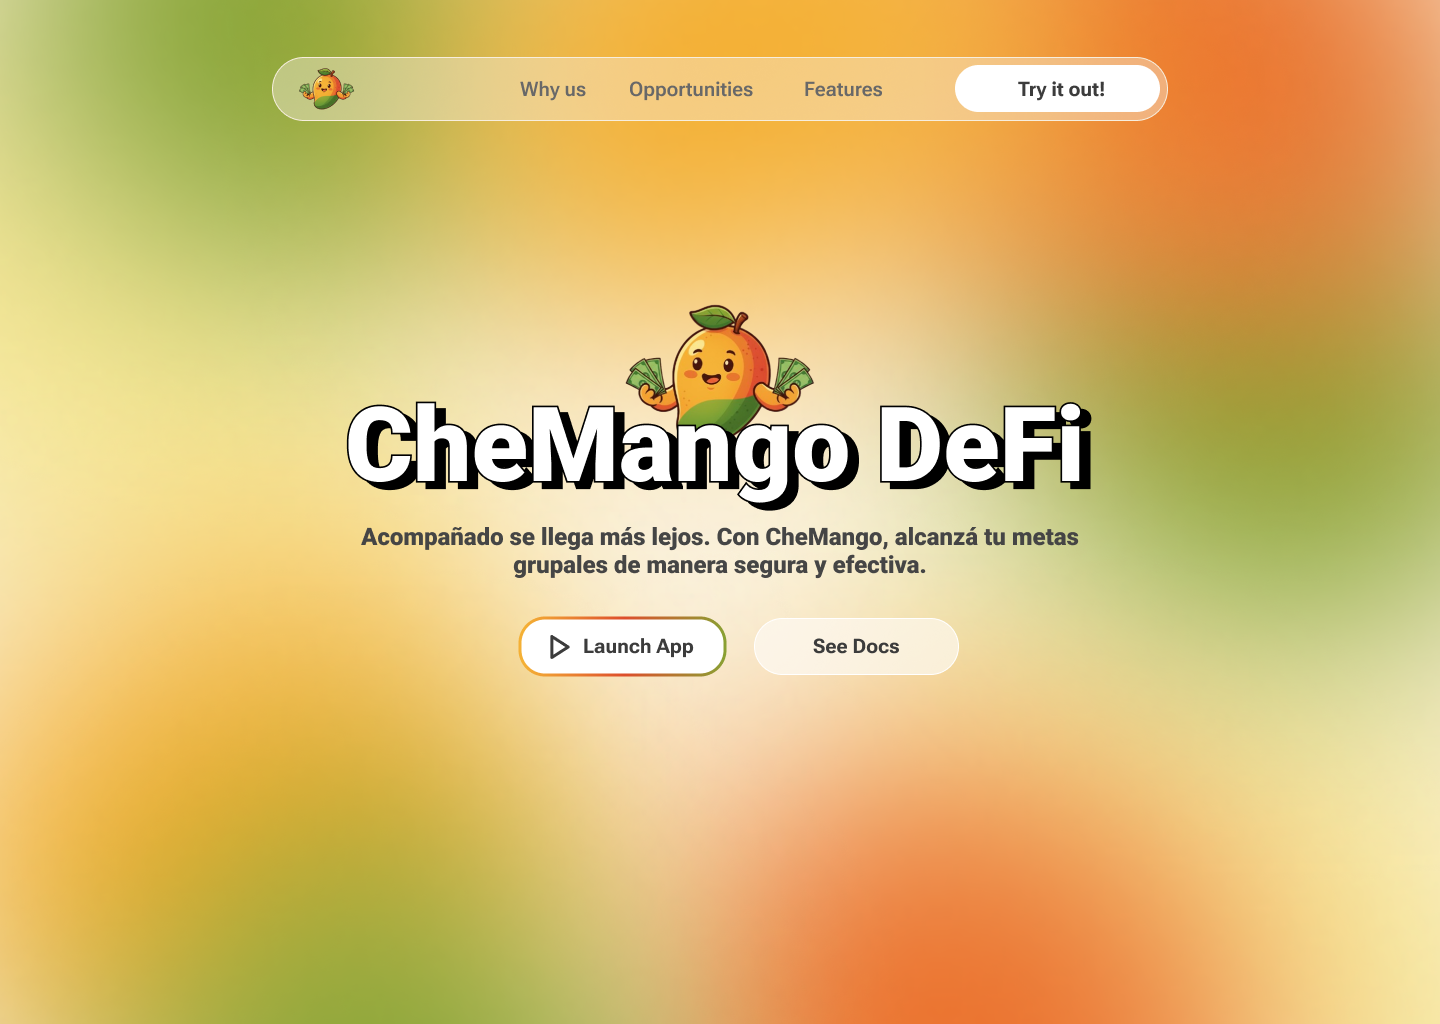 Why us
Opportunities
Features
Try it out!
CheMango DeFi
Acompañado se llega más lejos. Con CheMango, alcanzá tu metas
grupales de manera segura y efectiva.
Launch App
See Docs